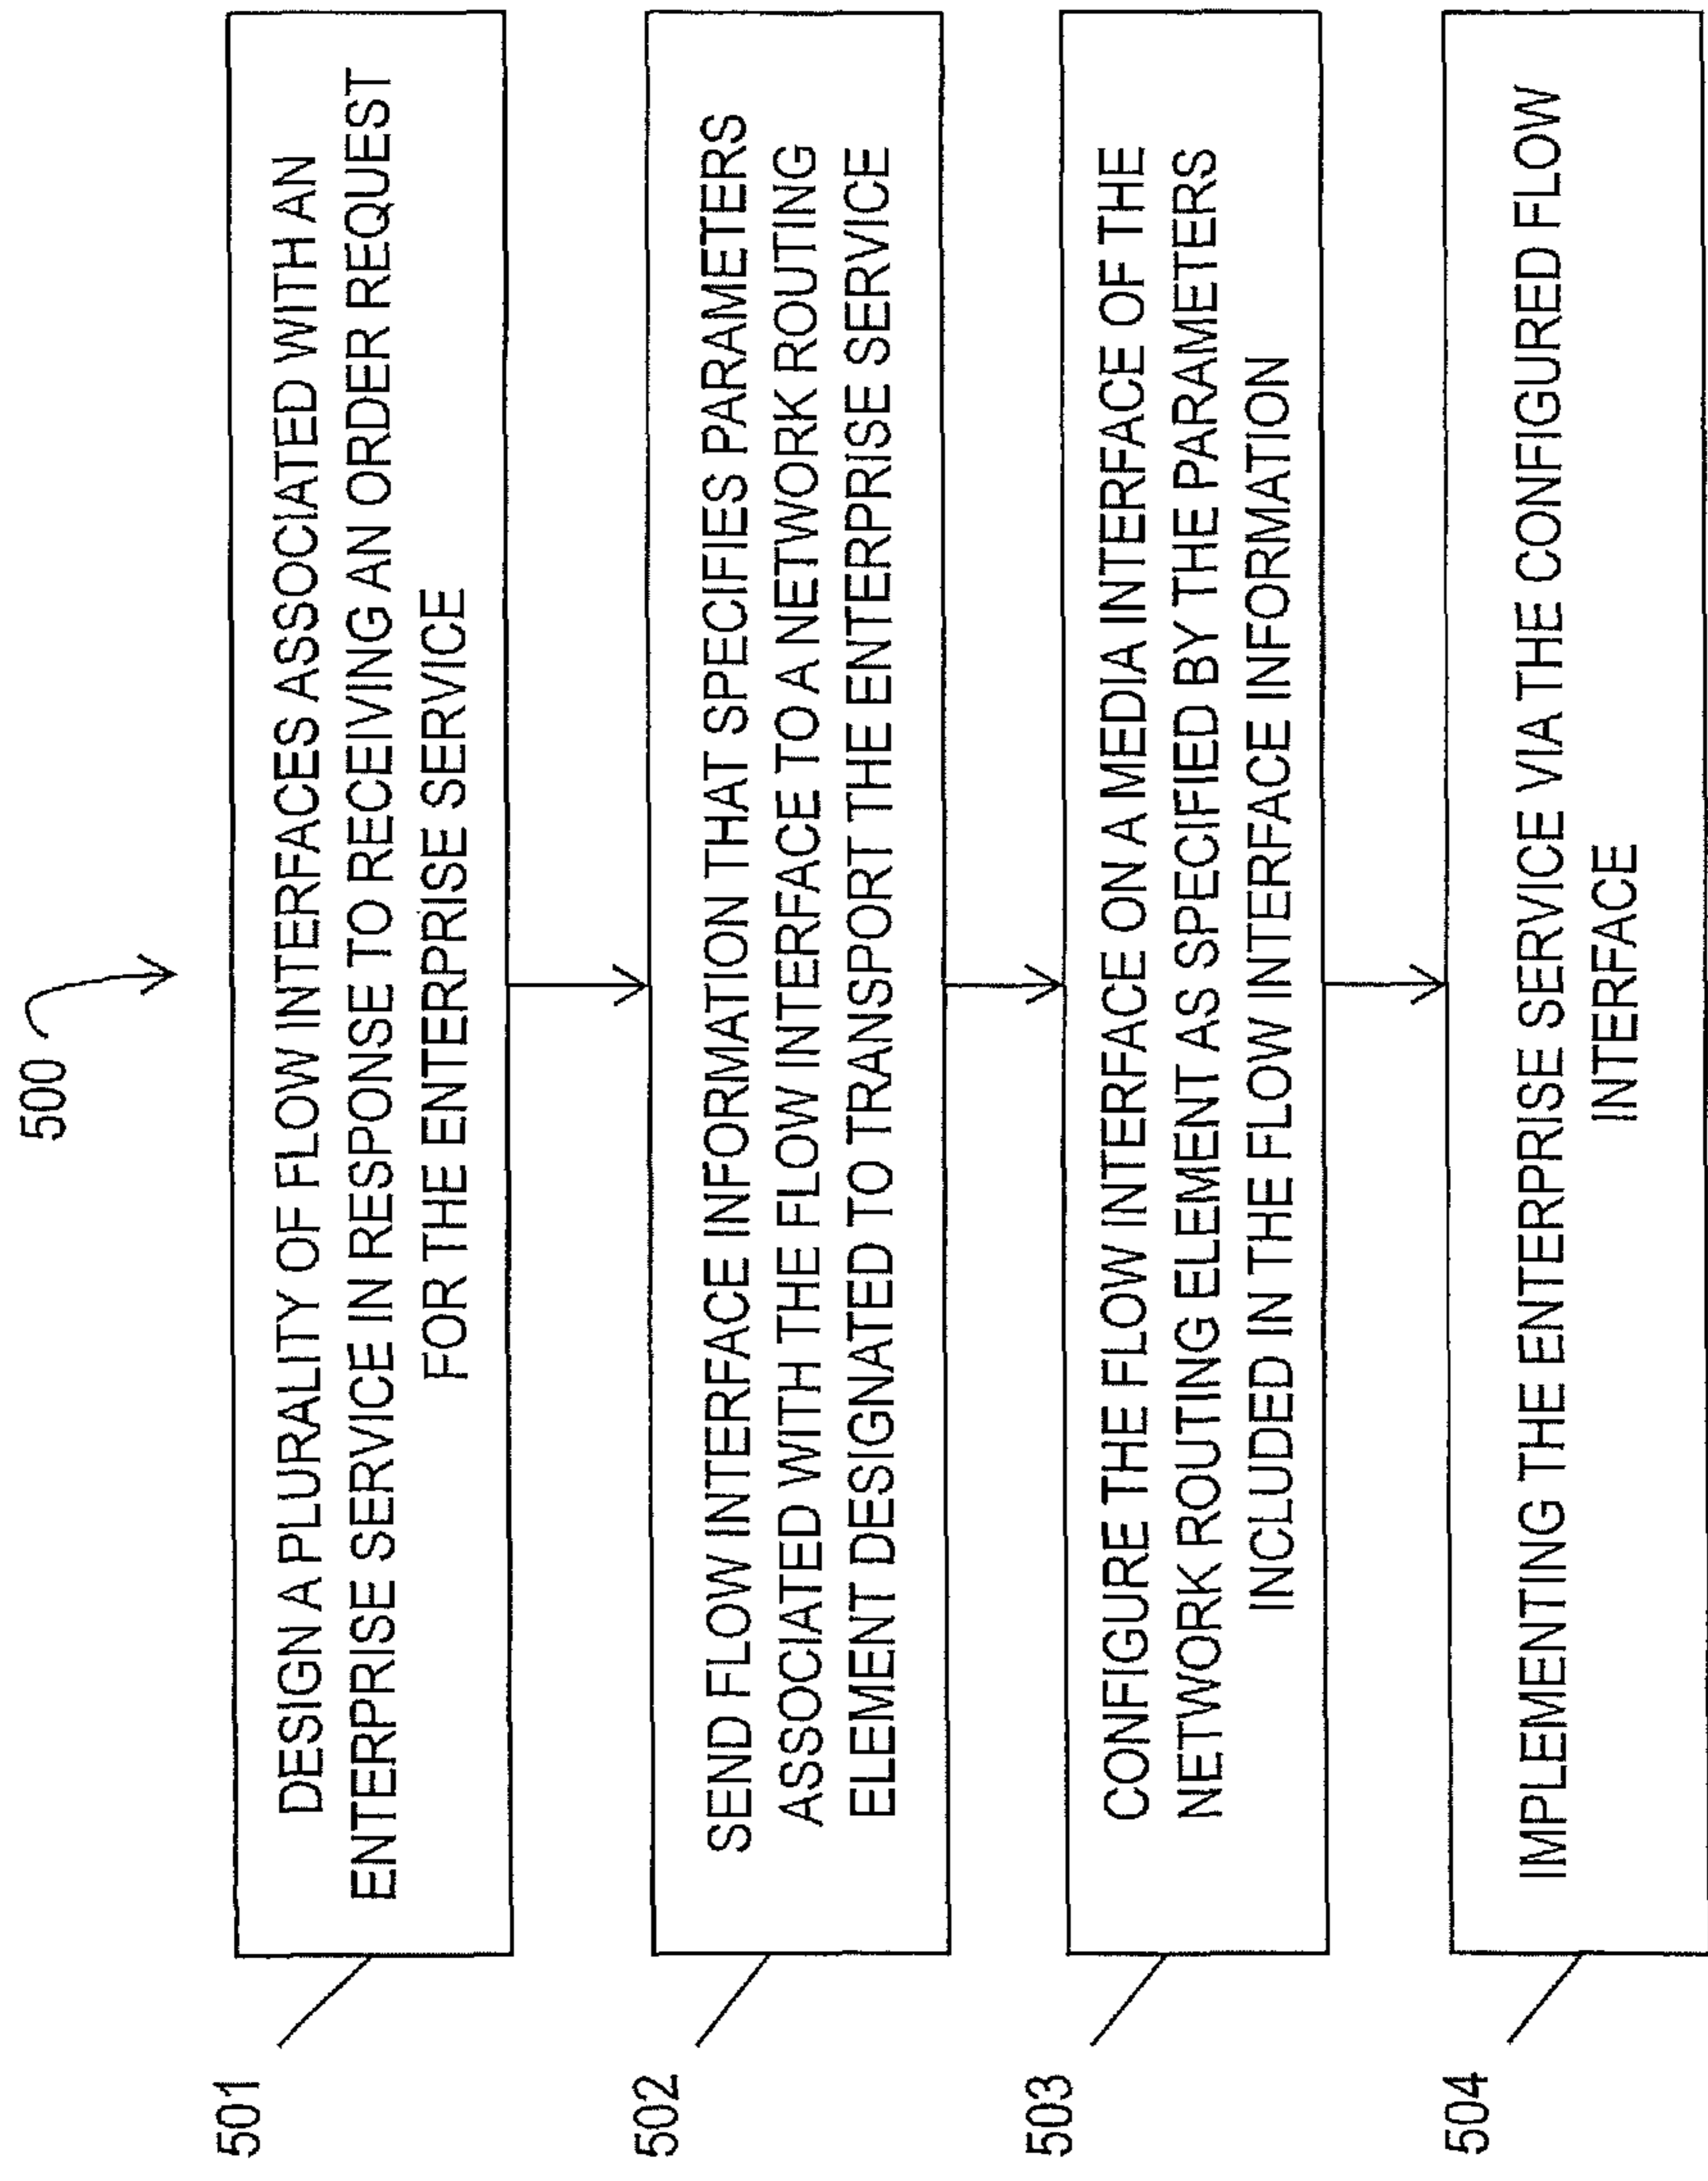 500
501
DESIGN A PLURALITY OF FLOW INTERFACES ASSOCIATED WITH AN
ENTERPRISE SERVICE IN RESPONSE TO RECEIVING AN ORDER REQUEST
FOR THE ENTERPRISE SERVICE
502
SEND FLOW INTERFACE INFORMATION THAT SPECIFIES PARAMETERS
ASSOCIATED WITH THE FLOW INTERFACE TO A NETWORK ROUTING
ELEMENT DESIGNATED TO TRANSPORT THE ENTERPRISE SERVICE
503
CONFIGURE THE FLOW INTERFACE ON A MEDIA INTERFACE OF THE
NETWORK ROUTING ELEMENT AS SPECIFIED BY THE PARAMETERS
INCLUDED IN THE FLOW INTERFACE INFORMATION
504
IMPLEMENTING THE ENTERPRISE SERVICE VIA THE CONFIGURED FLOW
INTERFACE